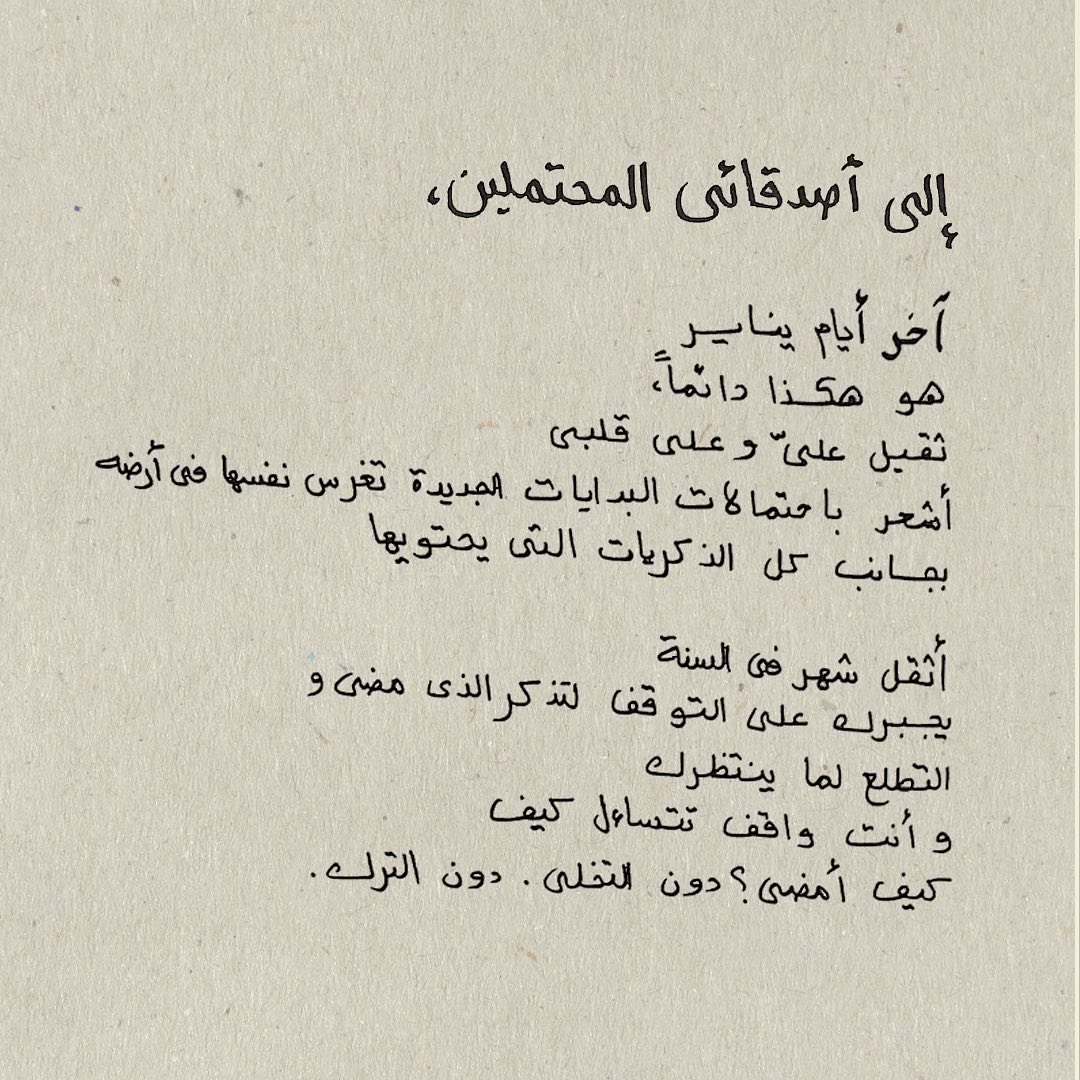 إلى أصدقائى المحتملين،
آخر أيام يناير
هو هكذا دائماً،
ثقيل علىّ و على قلبى
أشعر باحتمالات البدايات الجديدة تغرس نفسها فى أرضه
بجانب كل الذكريات التى يحتويها
أثقل شهر فى السنة
يجبرك على التوقف لتذكر الذى مضى و
التطلع لما ينتظرك
و أنت واقف تتساءل كيف
كيف أمضى؟ دون التخلى. دون الترك.